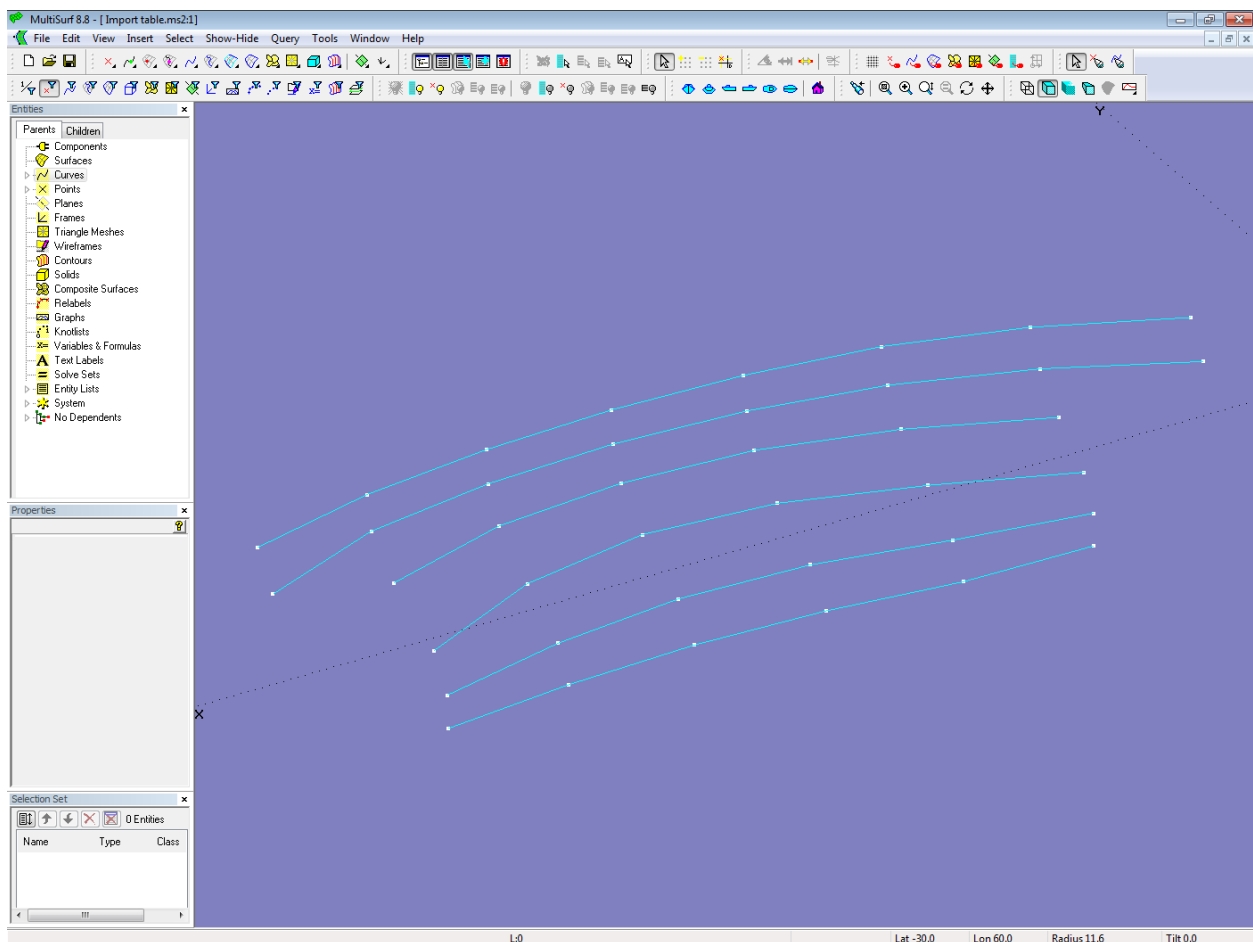 MultiSurf 8.8 - [ Import table.ms2:1]
File Edit View Insert Select Show-Hide Query Tools Window Help
Entities
Parents Children
Components
Surfaces
Curves
Points
Planes
Frames
Triangle Meshes
Wireframes
Contours
Solids
Composite Surfaces
Relabels
Graphs
Knotlists
Variables & Formulas
Text Labels
Solve Sets
Entity Lists
System
No Dependents
Properties
Selection Set
0 Entities
Name Type Class
Y
X
L:0 Lat -30.0 Lon 60.0 Radius 11.6 Tilt 0.0